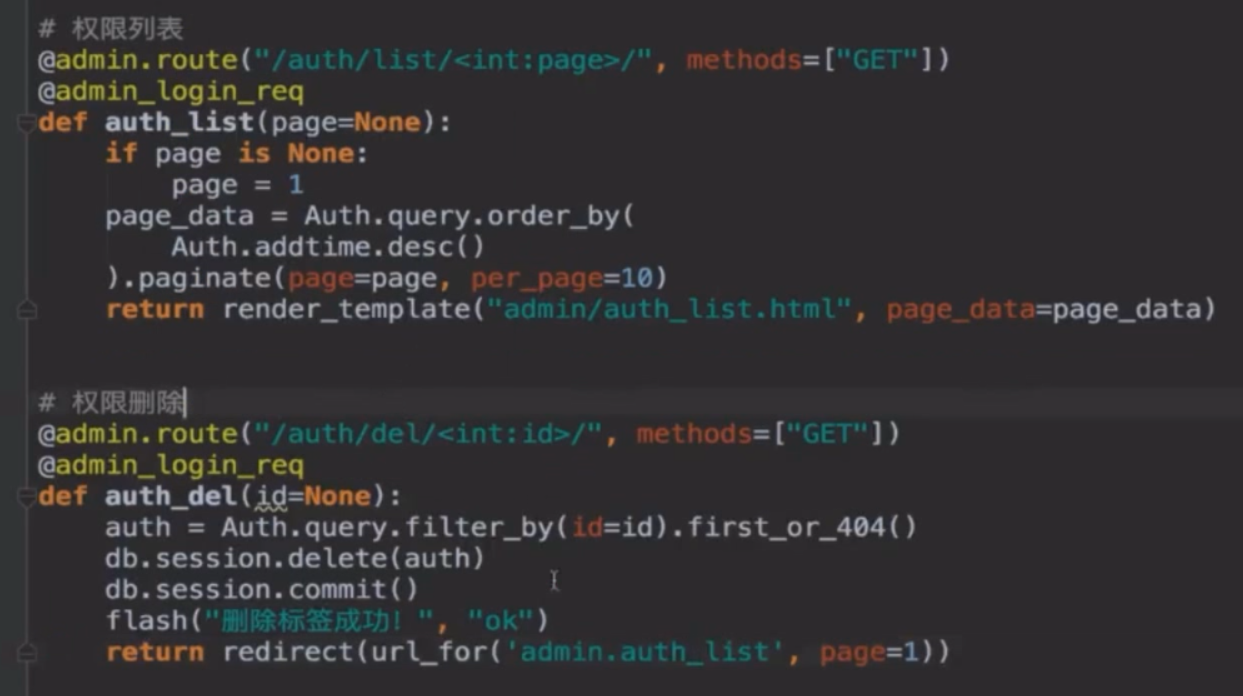 # 权限列表
@admin.route("/auth/list/<int:page>/", methods=["GET"])
@admin_login_req
def auth_list(page=None):
    if page is None:
        page = 1
    page_data = Auth.query.order_by(
        Auth.addtime.desc()
    ).paginate(page=page, per_page=10)
    return render_template("admin/auth_list.html", page_data=page_data)
# 权限删除
@admin.route("/auth/del/<int:id>/", methods=["GET"])
@admin_login_req
def auth_del(id=None):
    auth = Auth.query.filter_by(id=id).first_or_404()
    db.session.delete(auth)
    db.session.commit()
    flash("删除标签成功！", "ok")
    return redirect(url_for('admin.auth_list', page=1))